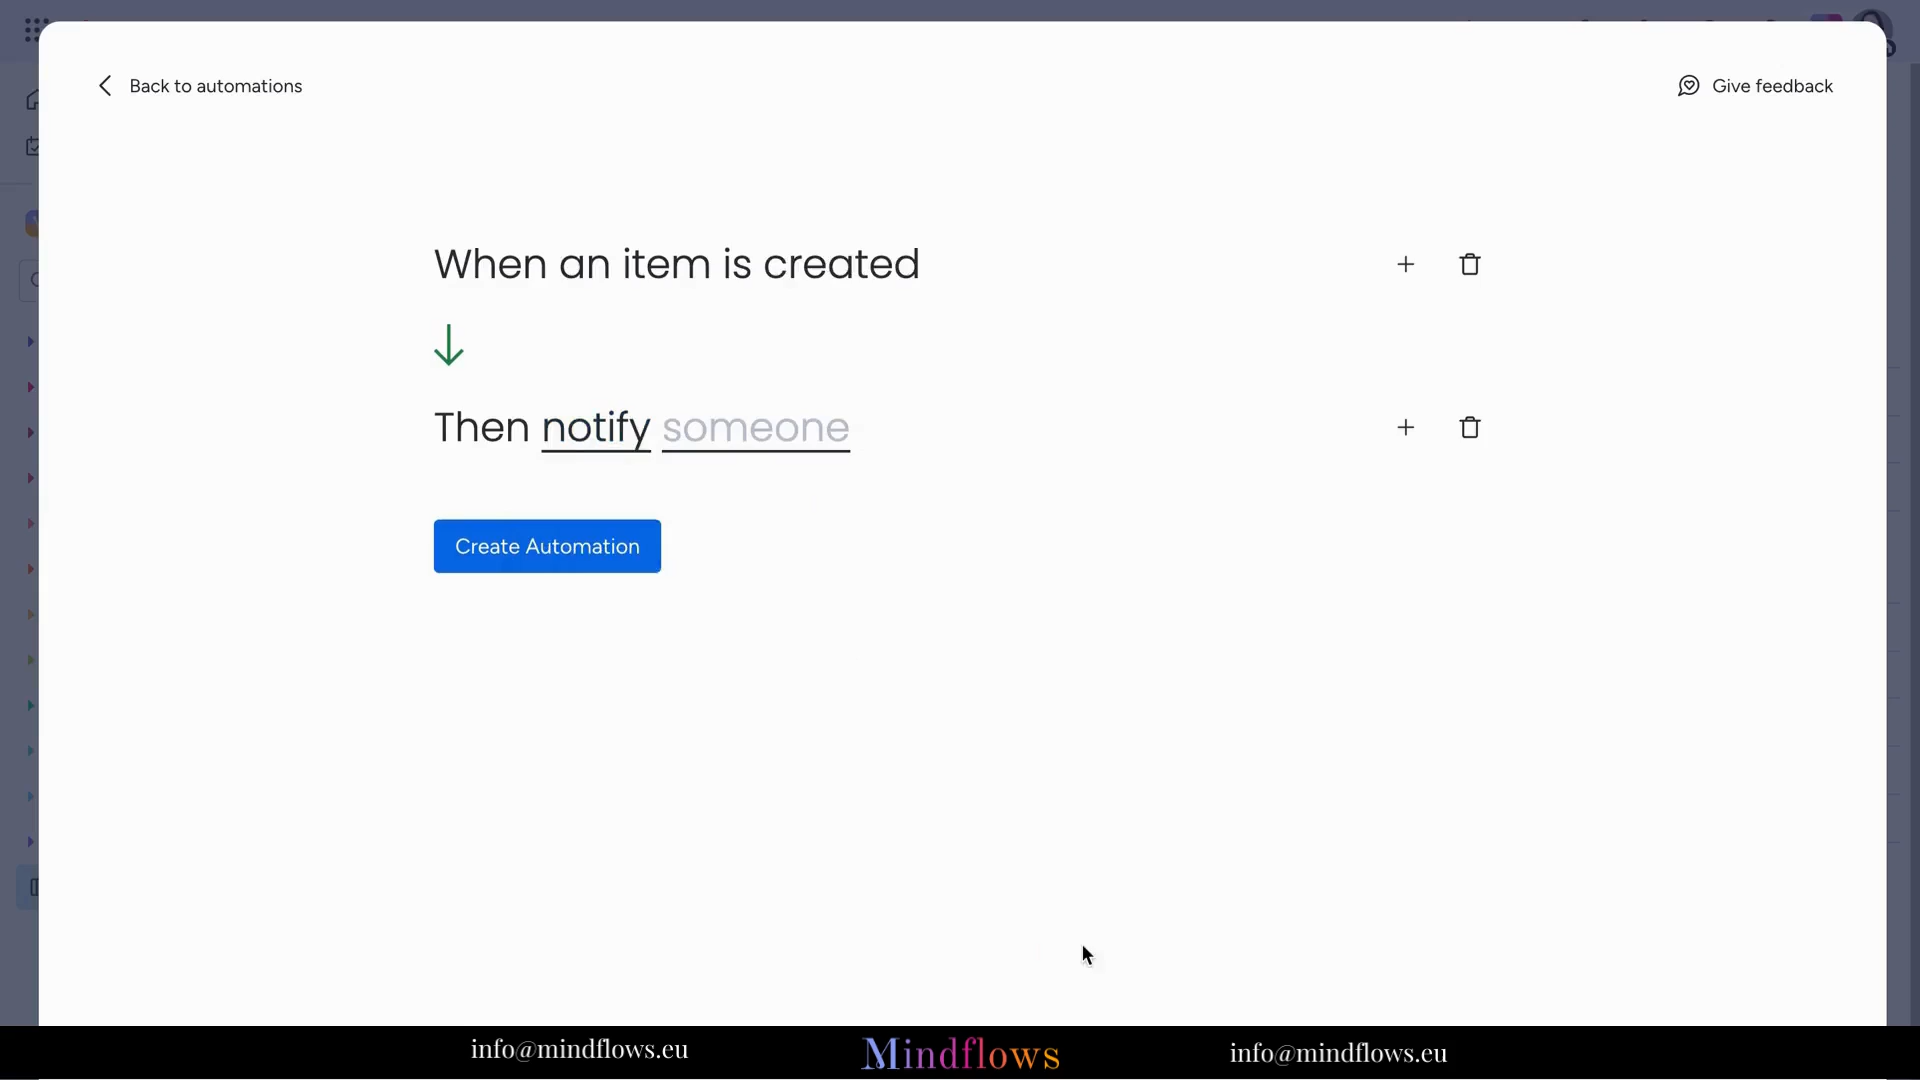 Back to automations
Give feedback
When an item is created
Then notify someone
Create Automation
info@mindflows.eu
Mindflows
info@mindflows.eu